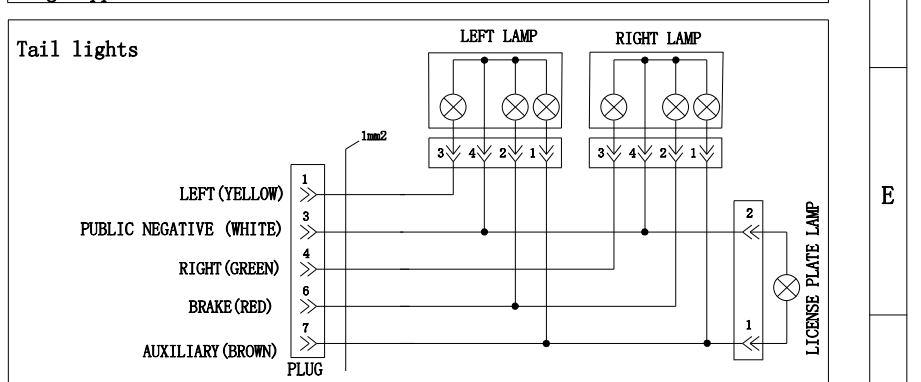 Tail lights
LEFT LAMP
RIGHT LAMP
1mm2
3 4 2 1
3 4 2 1
PLUG
LEFT(YELLOW) 1
PUBLIC NEGATIVE (WHITE) 3
RIGHT(GREEN) 4
BRAKE(RED) 6
AUXILIARY(BROWN) 7
2
1
LICENSE PLATE LAMP
E